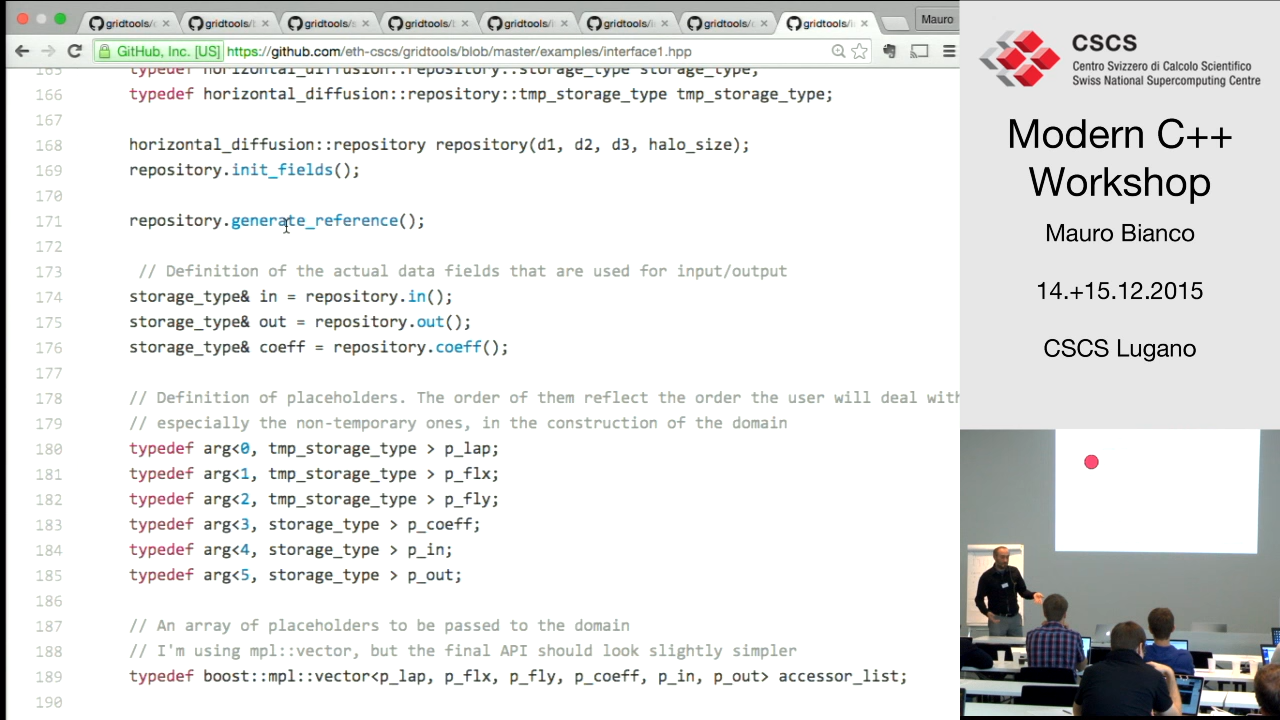 gridtools/
gridtools/
gridtools/
gridtools/
gridtools/
gridtools/
gridtools/
gridtools/
Mauro
GitHub, Inc. [US] https://github.com/eth-cscs/gridtools/blob/master/examples/interface1.hpp
165 typedef horizontal_diffusion::repository::storage_type storage_type;
166 typedef horizontal_diffusion::repository::tmp_storage_type tmp_storage_type;
167
168 horizontal_diffusion::repository repository(d1, d2, d3, halo_size);
169 repository.init_fields();
170
171 repository.generate_reference();
172
173 // Definition of the actual data fields that are used for input/output
174 storage_type& in = repository.in();
175 storage_type& out = repository.out();
176 storage_type& coeff = repository.coeff();
177
178 // Definition of placeholders. The order of them reflect the order the user will deal with
179 // especially the non-temporary ones, in the construction of the domain
180 typedef arg<0, tmp_storage_type > p_lap;
181 typedef arg<1, tmp_storage_type > p_flx;
182 typedef arg<2, tmp_storage_type > p_fly;
183 typedef arg<3, storage_type > p_coeff;
184 typedef arg<4, storage_type > p_in;
185 typedef arg<5, storage_type > p_out;
186
187 // An array of placeholders to be passed to the domain
188 // I'm using mpl::vector, but the final API should look slightly simpler
189 typedef boost::mpl::vector<p_lap, p_flx, p_fly, p_coeff, p_in, p_out> accessor_list;
190
CSCS
Centro Svizzero di Calcolo Scientifico
Swiss National Supercomputing Centre
Modern C++
Workshop
Mauro Bianco
14.+15.12.2015
CSCS Lugano